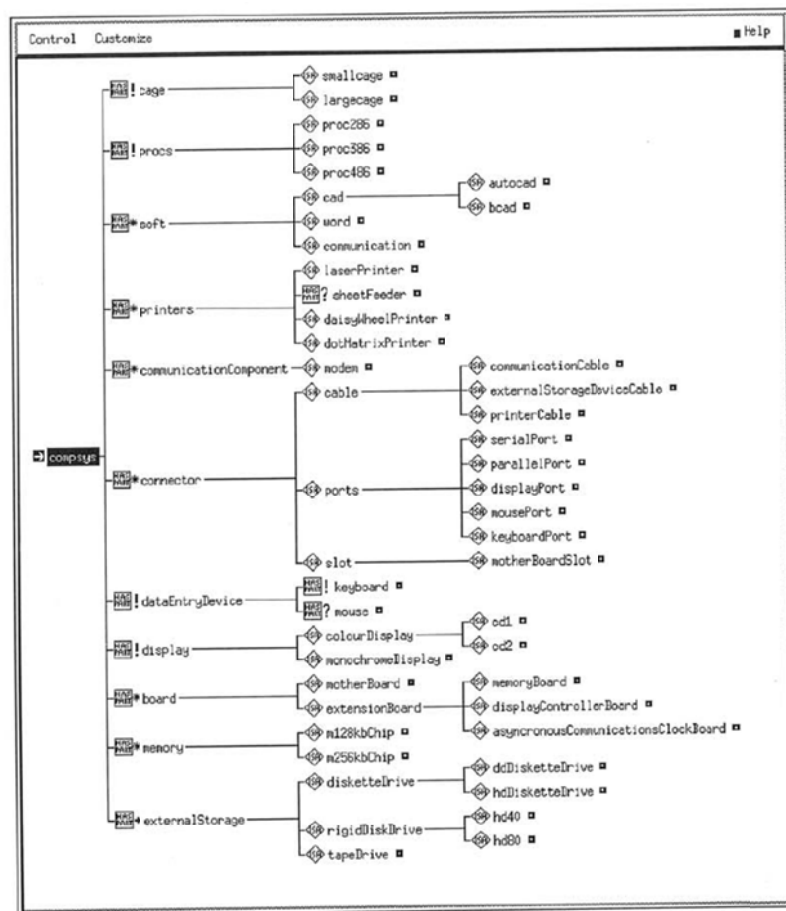 Control Customize Help
compsys
! cage
smallcage
largecage
! procs
proc286
proc386
proc486
* soft
cad
autocad
bcad
word
communication
* printers
laserPrinter
? sheetFeeder
daisyWheelPrinter
dotMatrixPrinter
* communicationComponent
modem
* connector
cable
communicationCable
externalStorageDeviceCable
printerCable
ports
serialPort
parallelPort
displayPort
mousePort
keyboardPort
slot
motherBoardSlot
! dataEntryDevice
! keyboard
? mouse
! display
colourDisplay
cd1
cd2
monochromeDisplay
* board
motherBoard
extensionBoard
memoryBoard
displayControllerBoard
asyncronousCommunicationsClockBoard
* memory
m128kbChip
m256kbChip
externalStorage
disketteDrive
ddDisketteDrive
hdDisketteDrive
rigidDiskDrive
hd40
hd80
tapeDrive